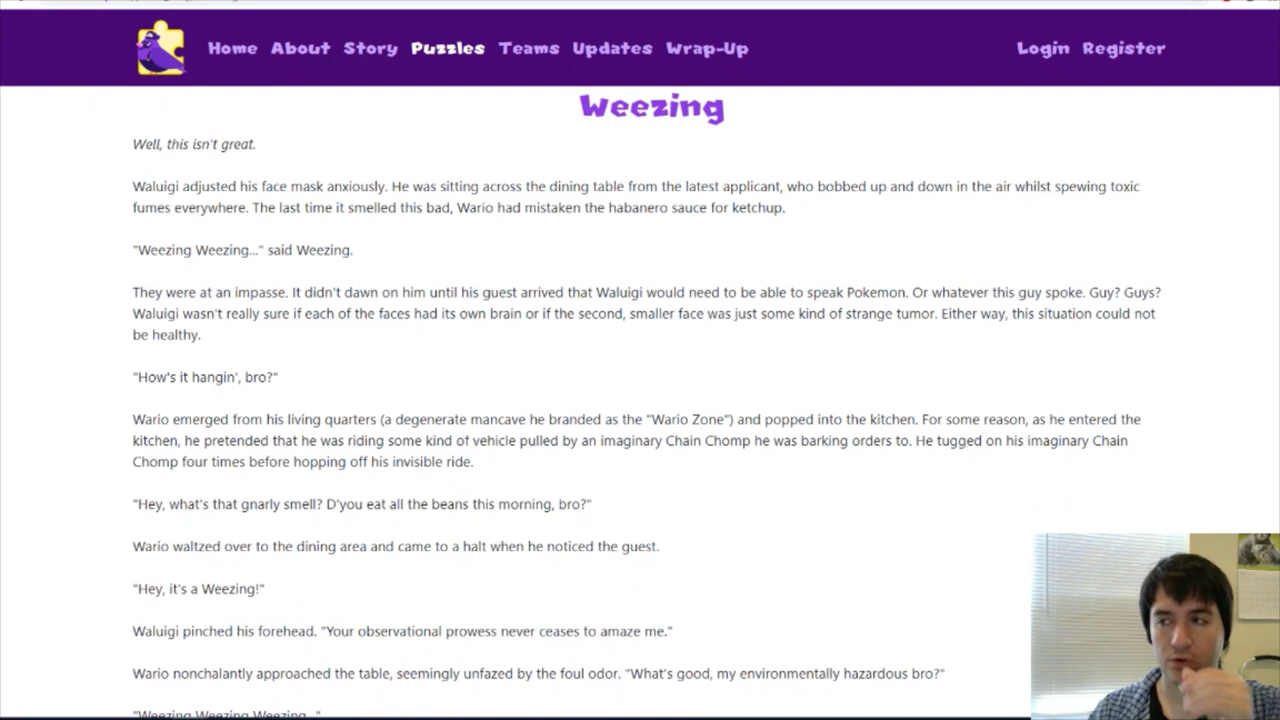 Home About Story Puzzles Teams Updates Wrap-Up Login Register
Weezing
Well, this isn't great.
Waluigi adjusted his face mask anxiously. He was sitting across the dining table from the latest applicant, who bobbed up and down in the air whilst spewing toxic
fumes everywhere. The last time it smelled this bad, Wario had mistaken the habanero sauce for ketchup.
"Weezing Weezing..." said Weezing.
They were at an impasse. It didn't dawn on him until his guest arrived that Waluigi would need to be able to speak Pokemon. Or whatever this guy spoke. Guy? Guys?
Waluigi wasn't really sure if each of the faces had its own brain or if the second, smaller face was just some kind of strange tumor. Either way, this situation could not
be healthy.
"How's it hangin', bro?"
Wario emerged from his living quarters (a degenerate mancave he branded as the "Wario Zone") and popped into the kitchen. For some reason, as he entered the
kitchen, he pretended that he was riding some kind of vehicle pulled by an imaginary Chain Chomp he was barking orders to. He tugged on his imaginary Chain
Chomp four times before hopping off his invisible ride.
"Hey, what's that gnarly smell? D'you eat all the beans this morning, bro?"
Wario waltzed over to the dining area and came to a halt when he noticed the guest.
"Hey, it's a Weezing!"
Waluigi pinched his forehead. "Your observational prowess never ceases to amaze me."
Wario nonchalantly approached the table, seemingly unfazed by the foul odor. "What's good, my environmentally hazardous bro?"
"Weezing Weezing Weezing..."